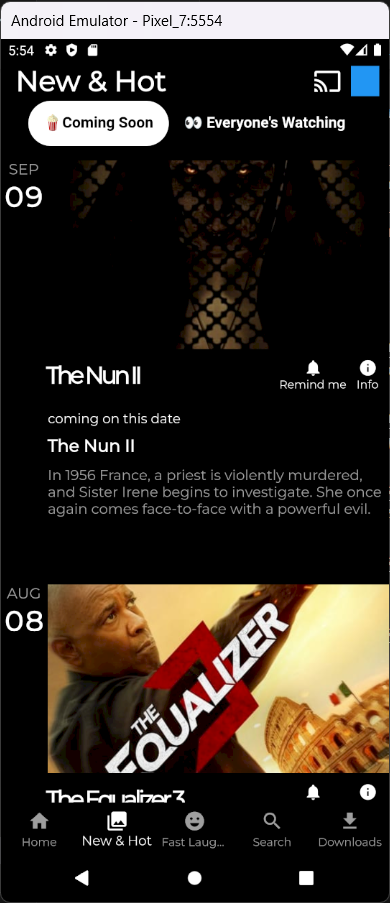 Android Emulator - Pixel_7:5554
5:54
New & Hot
🍿Coming Soon
👀 Everyone's Watching
SEP
09
The Nun II
Remind me
Info
coming on this date
The Nun II
In 1956 France, a priest is violently murdered,
and Sister Irene begins to investigate. She once
again comes face-to-face with a powerful evil.
AUG
08
THE
EQUALIZER
3
The Equalizer 3
Home
New & Hot
Fast Laug...
Search
Downloads